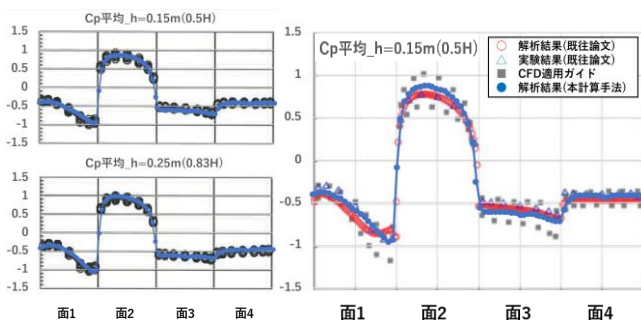 Cp平均_h=0.15m(0.5H)
1.5
1
0.5
0
-0.5
-1
-1.5
Cp平均_h=0.25m(0.83H)
1.5
1
0.5
0
-0.5
-1
-1.5
面1 面2 面3 面4
1.5
1
0.5
0
-0.5
-1
-1.5
Cp平均_h=0.15m(0.5H)
解析結果(既往論文)
実験結果(既往論文)
CFD適用ガイド
解析結果(本計算手法)
面1 面2 面3 面4